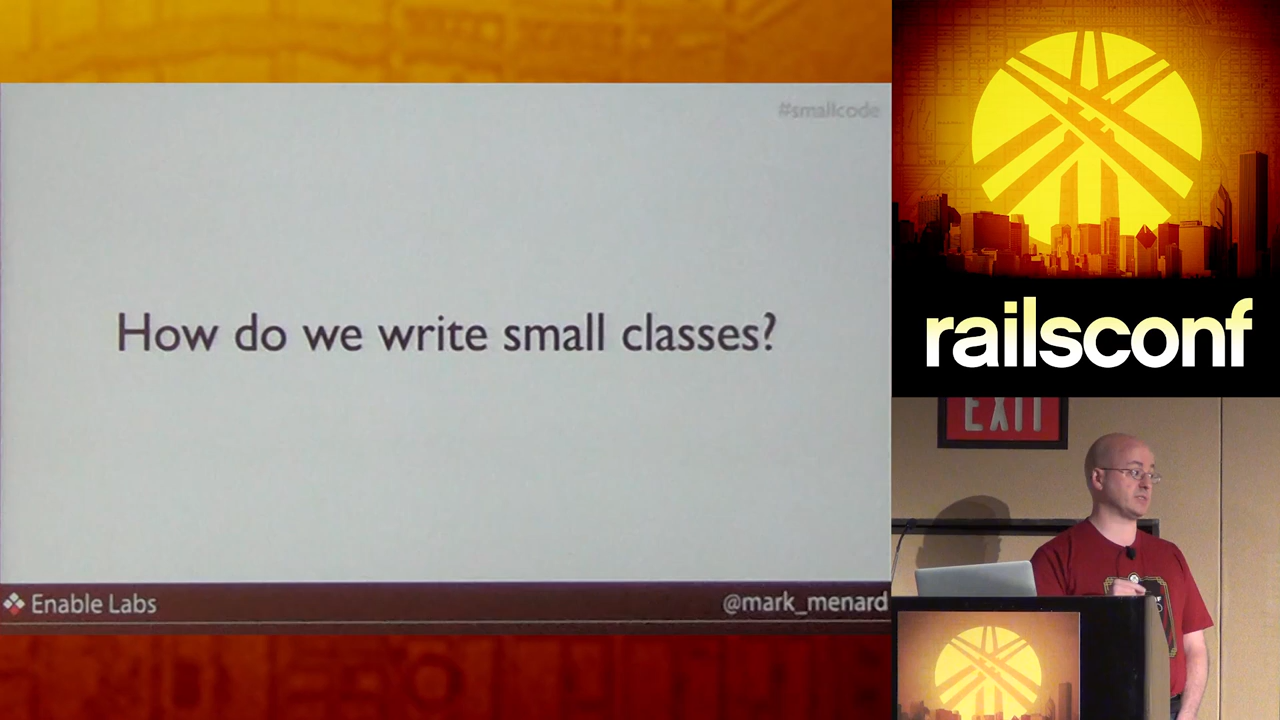 #smallcode
How do we write small classes?
Enable Labs
@mark_menard
railsconf
EXIT